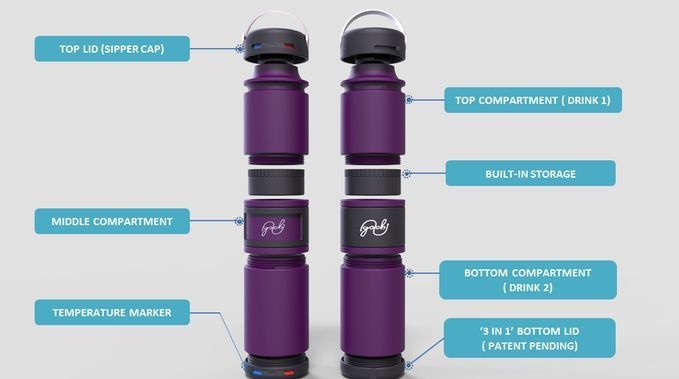 TOP LID (SIPPER CAP)
TOP COMPARTMENT ( DRINK 1)
BUILT-IN STORAGE
MIDDLE COMPARTMENT
BOTTOM COMPARTMENT
( DRINK 2)
TEMPERATURE MARKER
‘3 IN 1’ BOTTOM LID
( PATENT PENDING)